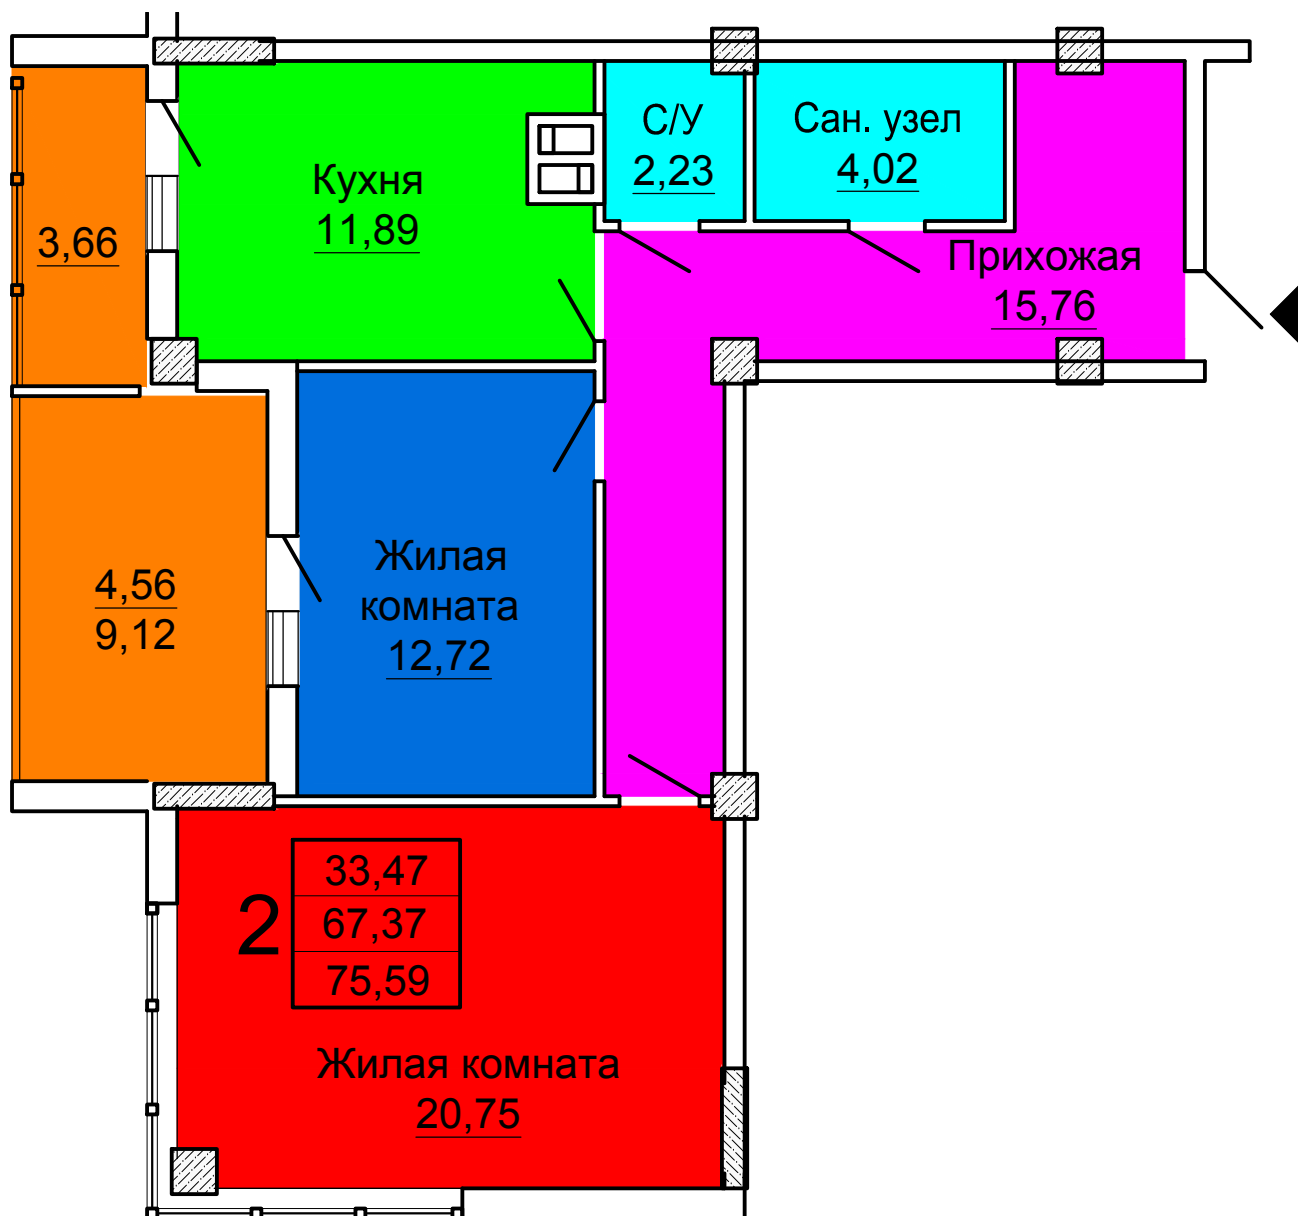 С/У
2,23
Сан. узел
4,02
Кухня
11,89
3,66
Прихожая
15,76
Жилая
комната
12,72
4,56
9,12
2
33,47
67,37
75,59
Жилая комната
20,75